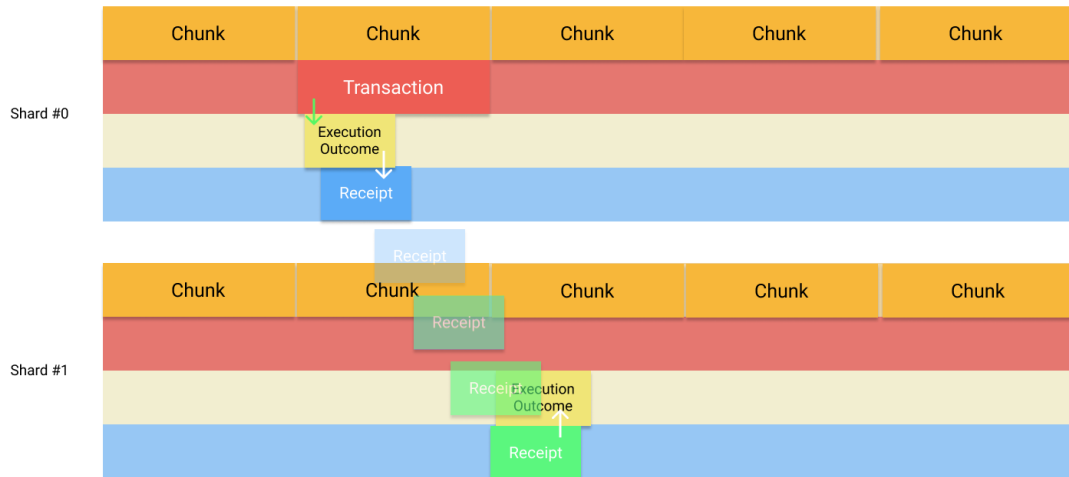 Chunk Chunk Chunk Chunk Chunk
Transaction
Shard #0
Execution
Outcome
Receipt
Receipt
Chunk Chunk Chunk Chunk Chunk
Receipt
Shard #1
Receipt
Execution
Outcome
Receipt